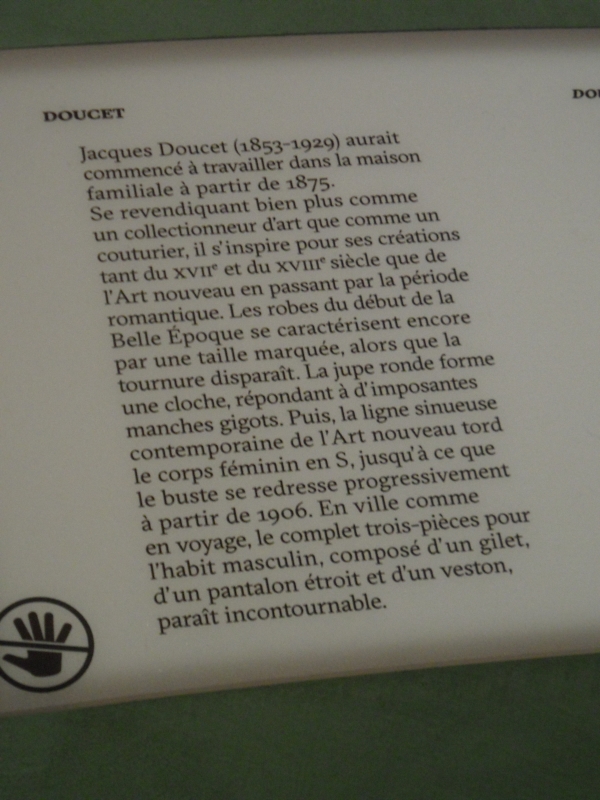 DOUCET
DOU
Jacques Doucet (1853-1929) aurait
commencé à travailler dans la maison
familiale à partir de 1875.
Se revendiquant bien plus comme
un collectionneur d'art que comme un
couturier, il s'inspire pour ses créations
tant du XVIIe et du XVIIIe siècle que de
l'Art nouveau en passant par la période
romantique. Les robes du début de la
Belle Époque se caractérisent encore
par une taille marquée, alors que la
tournure disparaît. La jupe ronde forme
une cloche, répondant à d'imposantes
manches gigots. Puis, la ligne sinueuse
contemporaine de l'Art nouveau tord
le corps féminin en S, jusqu'à ce que
le buste se redresse progressivement
à partir de 1906. En ville comme
en voyage, le complet trois-pièces pour
l'habit masculin, composé d'un gilet,
d'un pantalon étroit et d'un veston,
paraît incontournable.